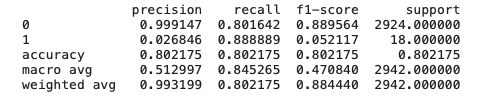 precision recall f1-score support
0 0.999147 0.801642 0.889564 2924.000000
1 0.026846 0.888889 0.052117 18.000000
accuracy 0.802175 0.802175 0.802175 0.802175
macro avg 0.512997 0.845265 0.470840 2942.000000
weighted avg 0.993199 0.802175 0.884440 2942.000000